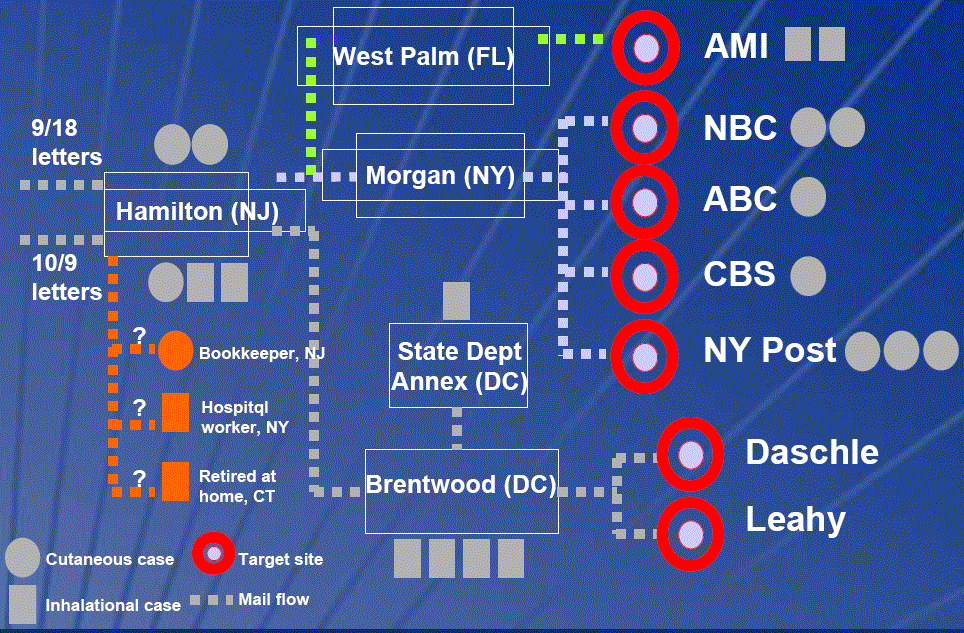 West Palm (FL)
AMI
9/18
letters
NBC
Morgan (NY)
ABC
Hamilton (NJ)
10/9
letters
CBS
?
Bookkeeper, NJ
State Dept
Annex (DC)
NY Post
?
Hospitql
worker, NY
?
Retired at
home, CT
Brentwood (DC)
Daschle
Leahy
Cutaneous case
Target site
Inhalational case
Mail flow